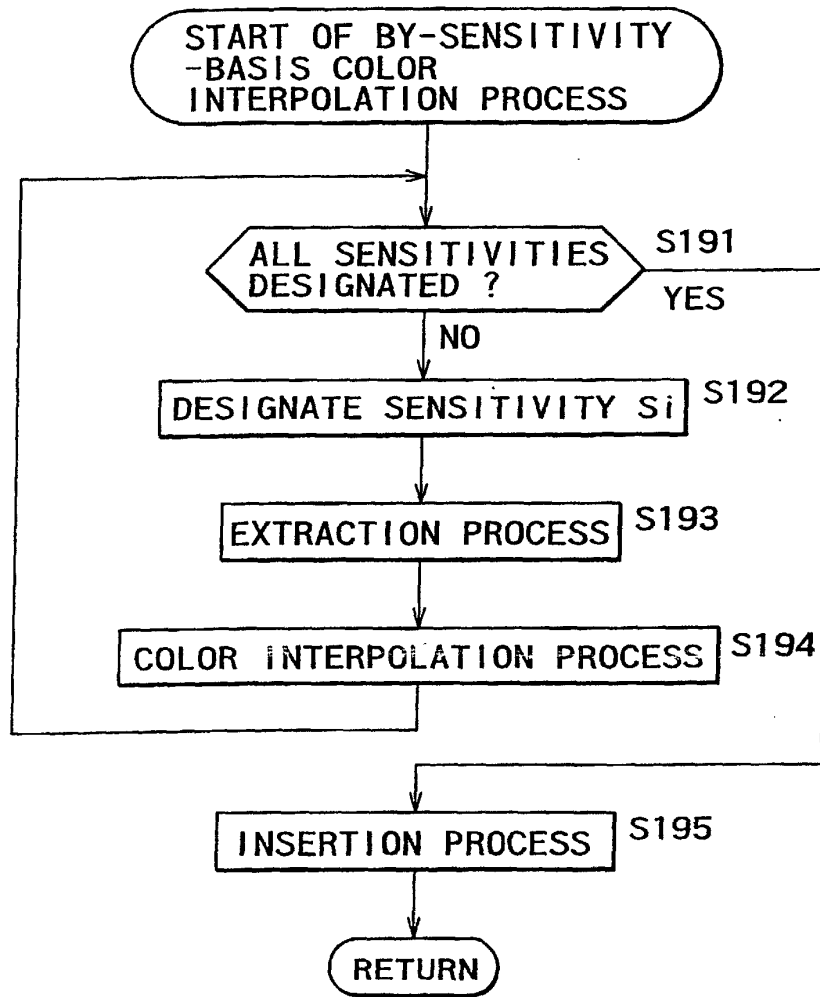 START OF BY-SENSITIVITY
-BASIS COLOR
INTERPOLATION PROCESS
ALL SENSITIVITIES
DESIGNATED ?
S191
YES
NO
DESIGNATE SENSITIVITY Si
S192
EXTRACTION PROCESS
S193
COLOR INTERPOLATION PROCESS
S194
INSERTION PROCESS
S195
RETURN